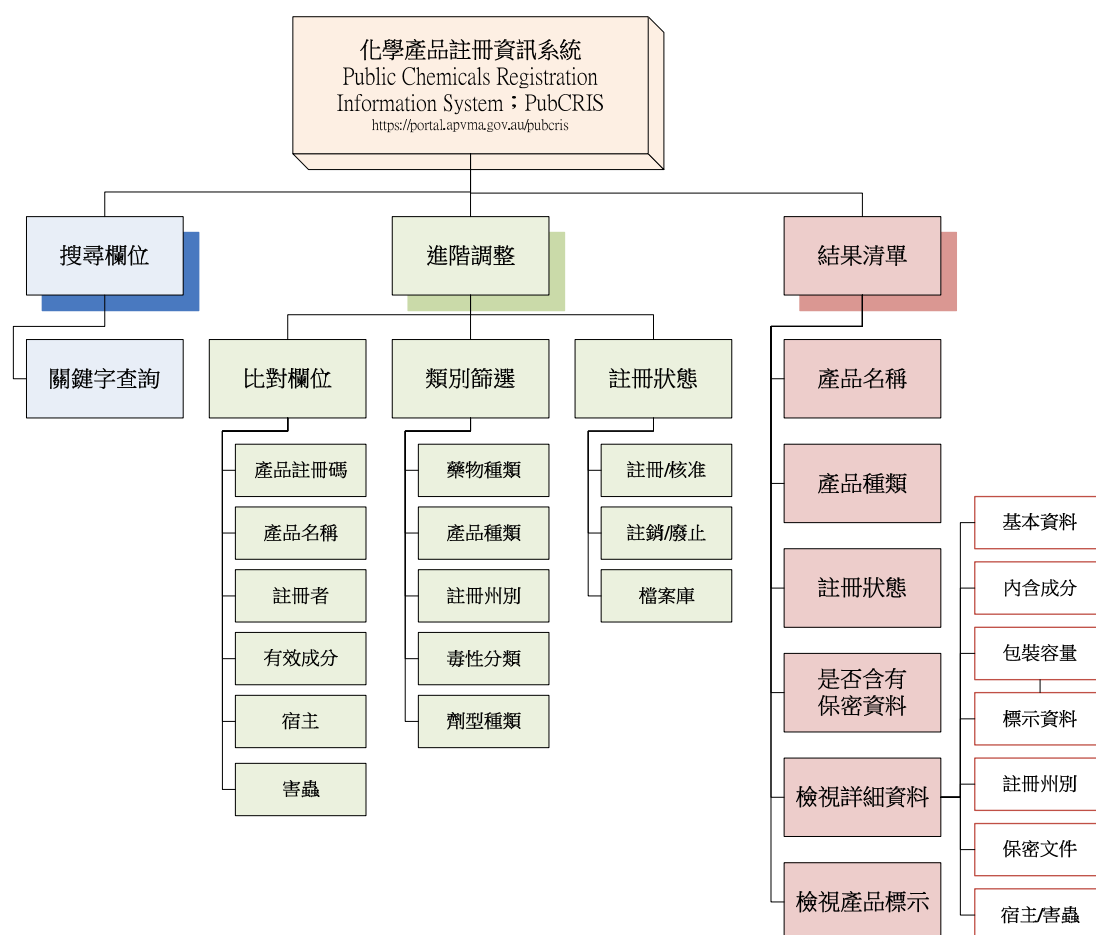 化學產品註冊資訊系統
Public Chemicals Registration
Information System；PubCRIS
https://portal.apvma.gov.au/pubcris
搜尋欄位
進階調整
結果清單
關鍵字查詢
比對欄位
類別篩選
註冊狀態
產品註冊碼
產品名稱
註冊者
有效成分
宿主
害蟲
藥物種類
產品種類
註冊州別
毒性分類
劑型種類
註冊/核准
註銷/廢止
檔案庫
產品名稱
產品種類
註冊狀態
是否含有
保密資料
檢視詳細資料
檢視產品標示
基本資料
內含成分
包裝容量
標示資料
註冊州別
保密文件
宿主/害蟲